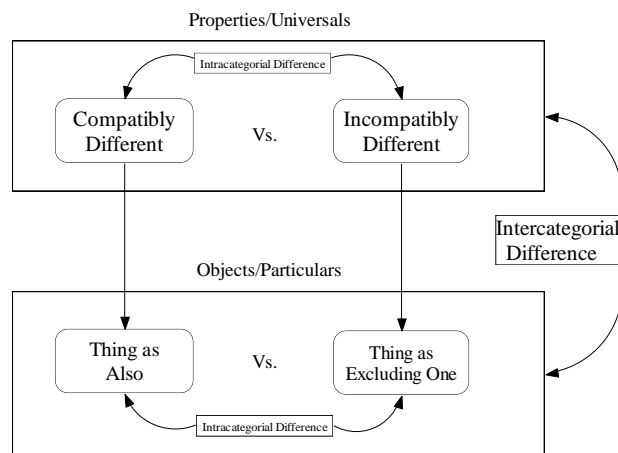 Properties/Universals
Intracategorial Difference
Compatibly
Different
Vs.
Incompatibly
Different
Intercategorial
Difference
Objects/Particulars
Thing as
Also
Vs.
Thing as
Excluding One
Intracategorial Difference